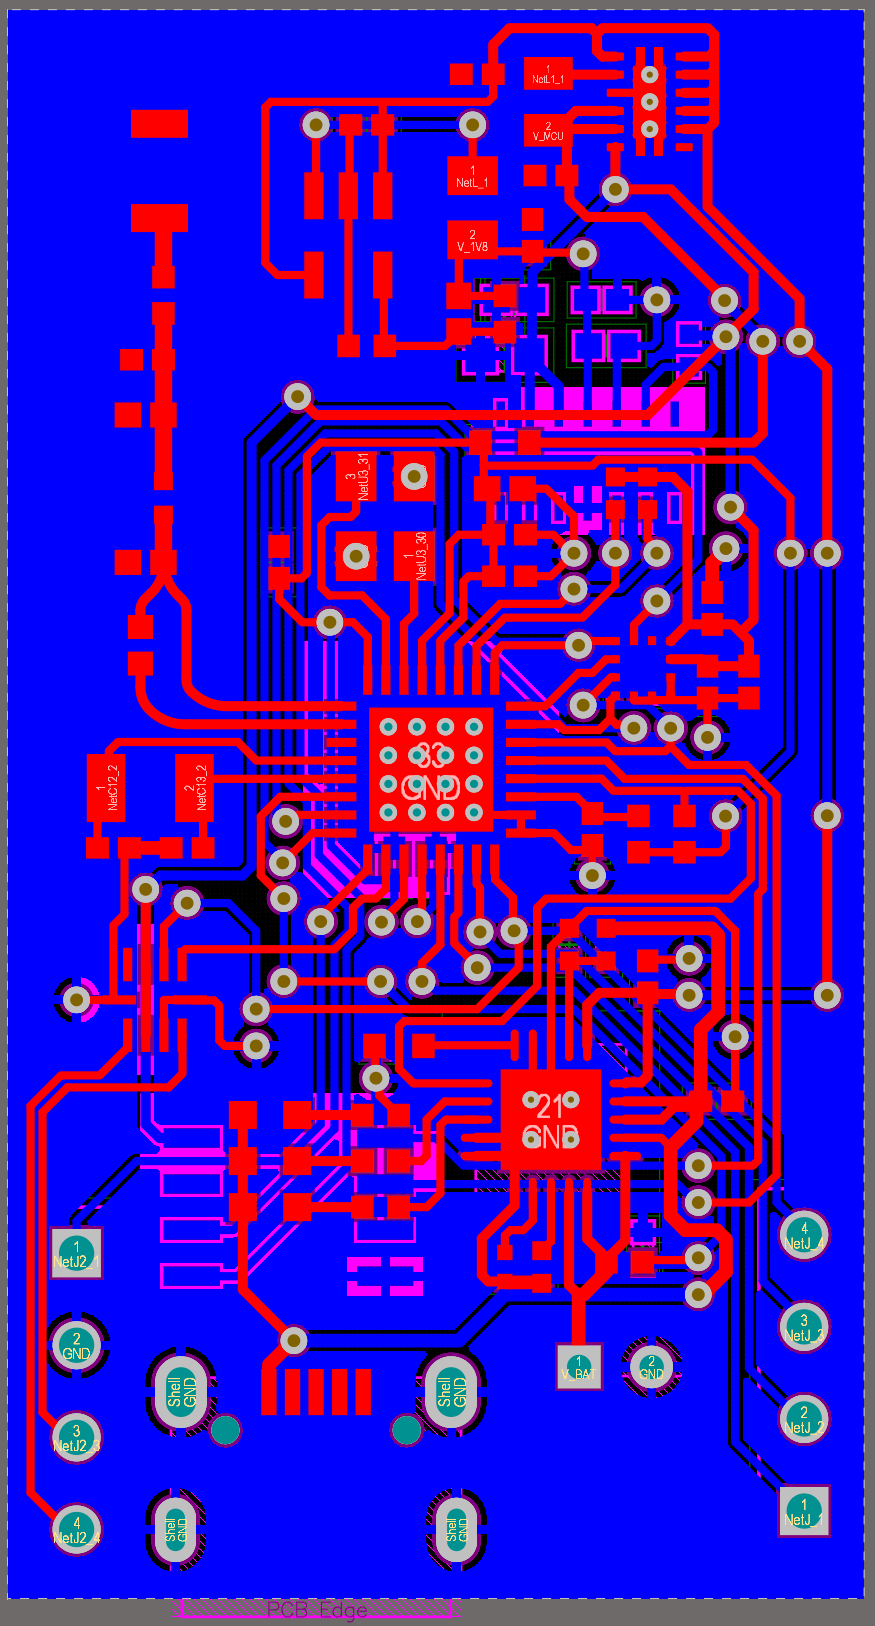 1
NetL1_1
2
V_MCU
1
NetL_1
2
V_1V8
3
NetU3_31
1
NetU3_30
33
GND
1
NetC12_2
2
NetC13_2
21
GND
1
NetJ2_1
2
GND
3
NetJ2_3
4
NetJ2_4
Shell
GND
Shell
GND
Shell
GND
Shell
GND
1
V_BAT
2
GND
4
NetJ_4
3
NetJ_3
2
NetJ_2
1
NetJ_1
PCB Edge